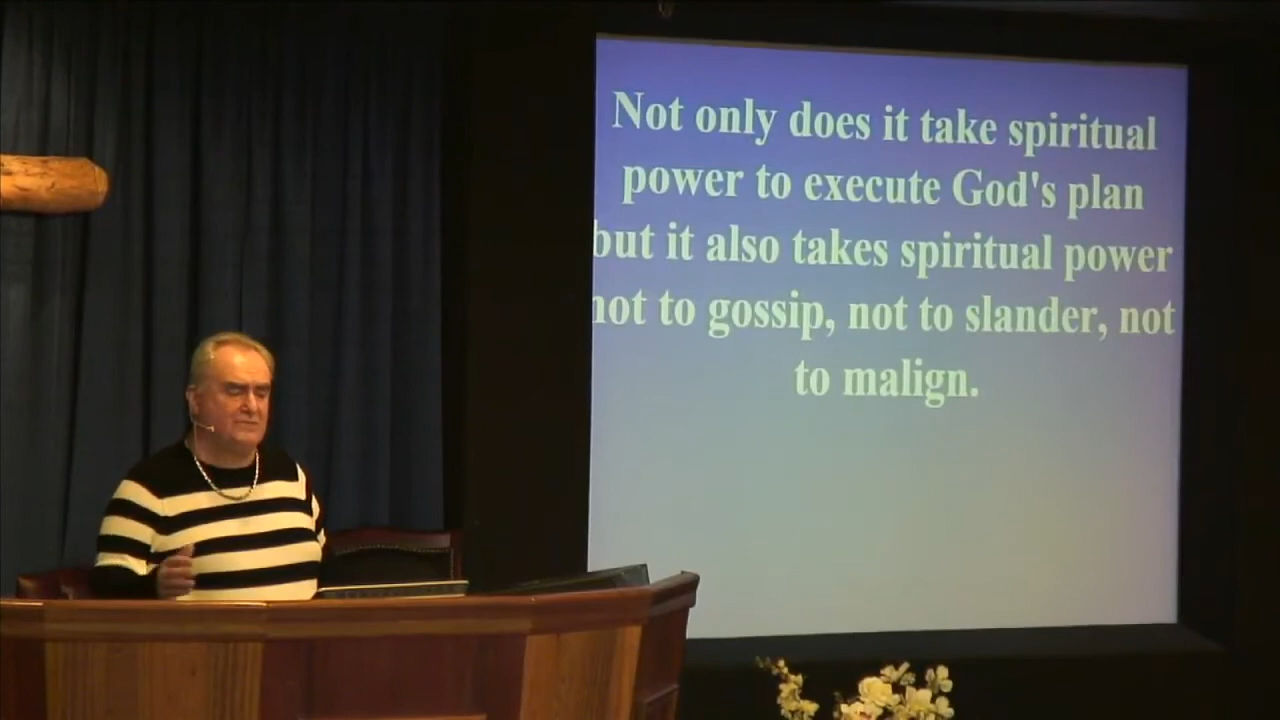 Not only does it take spiritual
power to execute God's plan
but it also takes spiritual power
not to gossip, not to slander, not
to malign.